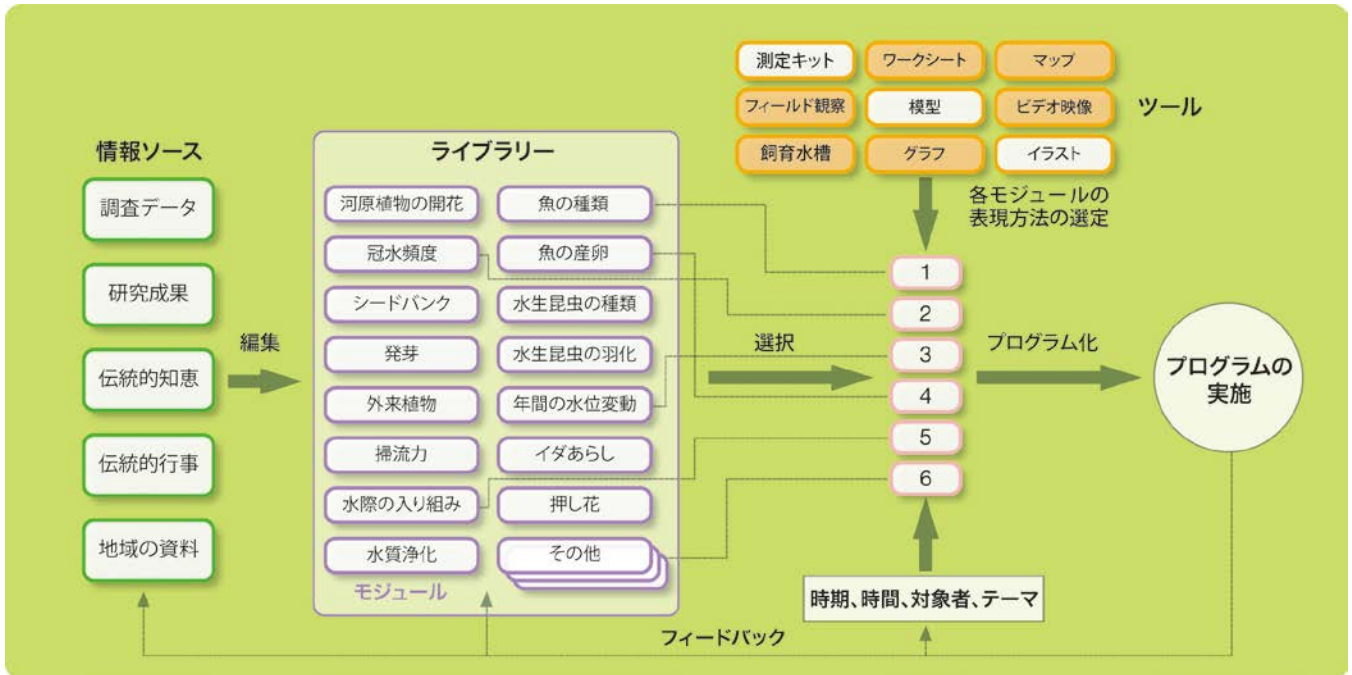 測定キット
ワークシート
マップ
フィールド観察
模型
ビデオ映像
ツール
飼育水槽
グラフ
イラスト
各モジュールの
表現方法の選定
情報ソース
調査データ
研究成果
伝統的知恵
伝統的行事
地域の資料
編集
ライブラリー
河原植物の開花
魚の種類
冠水頻度
魚の産卵
シードバンク
水生昆虫の種類
発芽
水生昆虫の羽化
外来植物
年間の水位変動
掃流力
イダあらし
水際の入り組み
押し花
水質浄化
その他
モジュール
選択
1
2
3
4
5
6
プログラム化
プログラムの
実施
時期、時間、対象者、テーマ
フィードバック